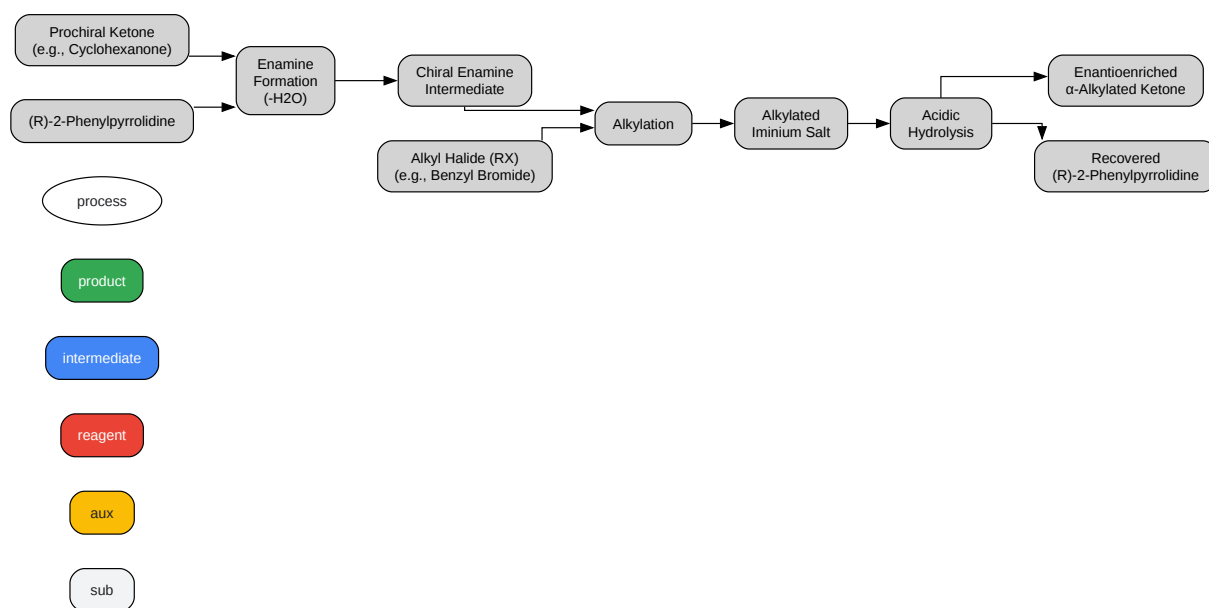 Prochiral Ketone
(e.g., Cyclohexanone)
(R)-2-Phenylpyrrolidine
Enamine
Formation
(-H2O)
Chiral Enamine
Intermediate
Alkyl Halide (RX)
(e.g., Benzyl Bromide)
Alkylation
Alkylated
Iminium Salt
Acidic
Hydrolysis
Enantioenriched
α-Alkylated Ketone
Recovered
(R)-2-Phenylpyrrolidine
process
product
intermediate
reagent
aux
sub